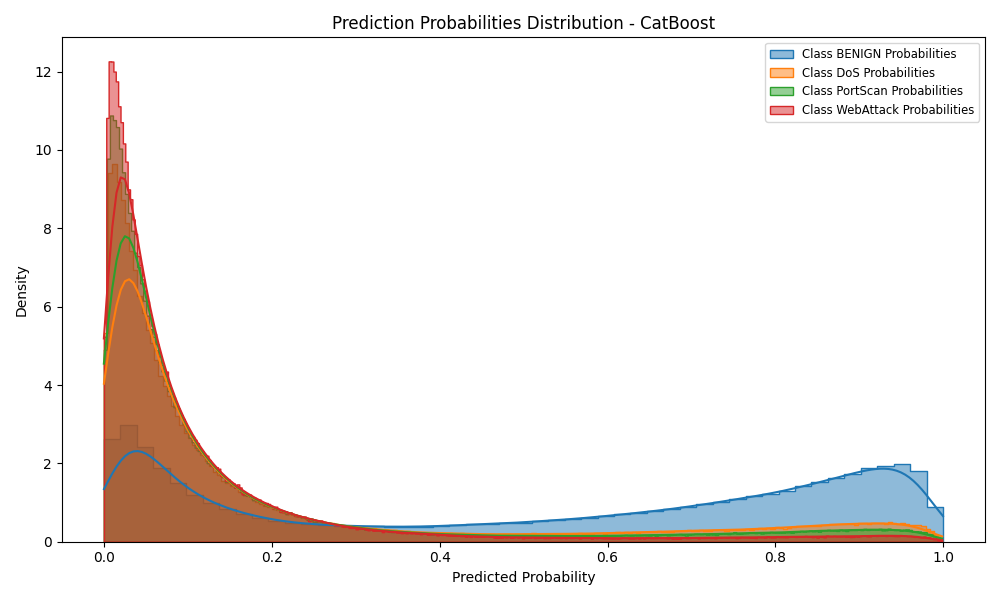 Prediction Probabilities Distribution - CatBoost
Class BENIGN Probabilities
Class DoS Probabilities
Class PortScan Probabilities
Class WebAttack Probabilities
Density
12
10
8
6
4
2
0
0.0 0.2 0.4 0.6 0.8 1.0
Predicted Probability